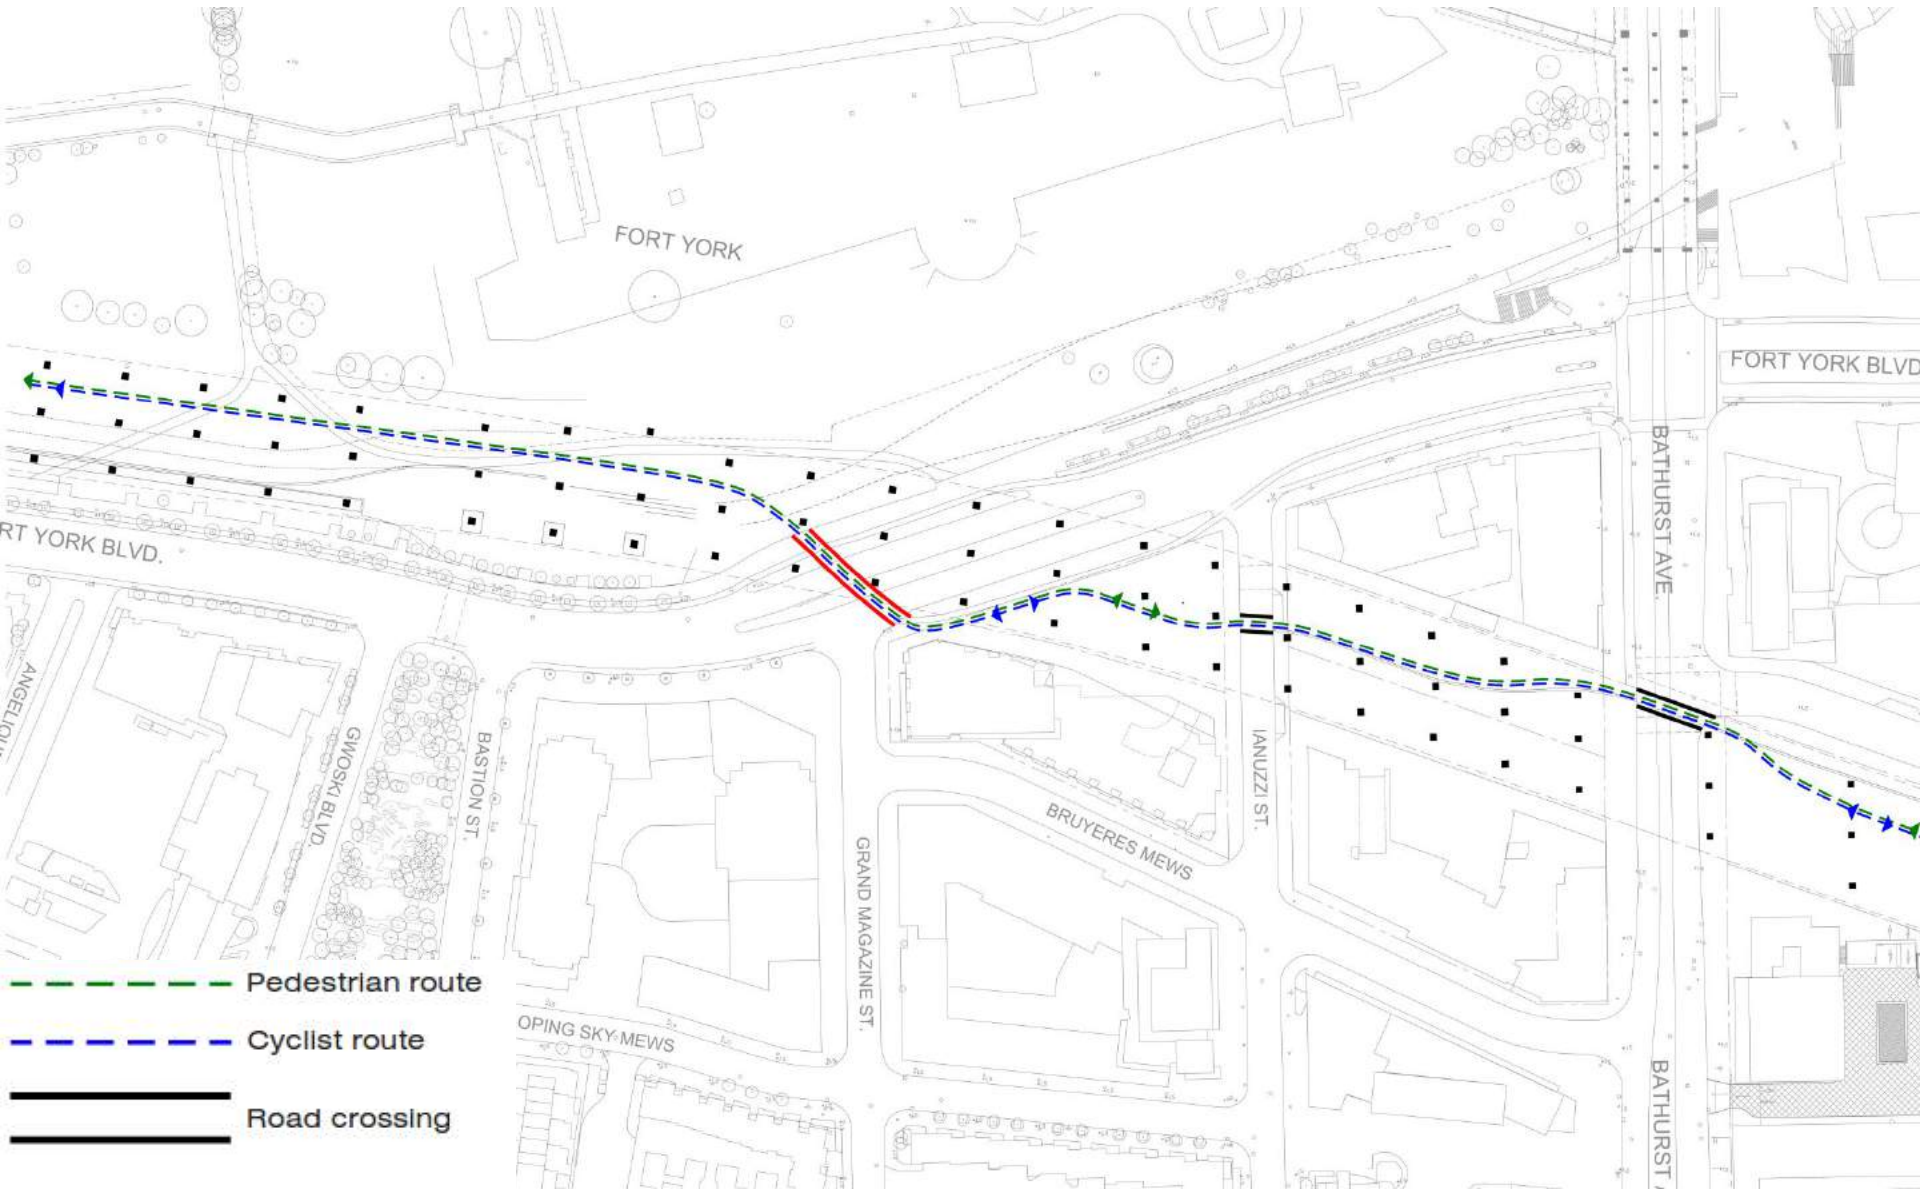 FORT YORK
FORT YORK BLVD
BATHURST AVE
RT YORK BLVD.
ANGELIQU
GWOSKI BLVD.
BASTION ST.
IANUZZI ST.
BRUYERES MEWS
GRAND MAGAZINE ST.
OPING SKY MEWS
BATHURST A
Pedestrian route
Cyclist route
Road crossing